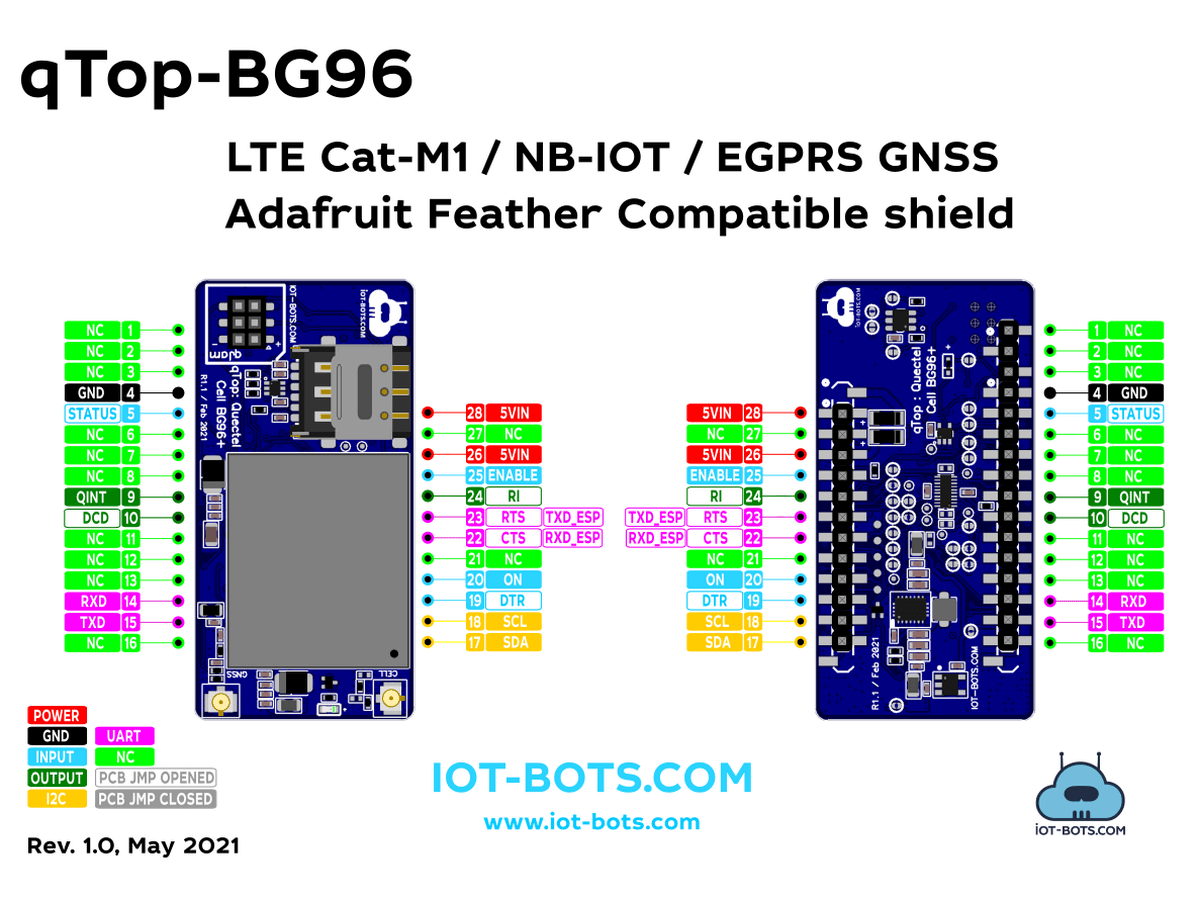 qTop-BG96
LTE Cat-M1 / NB-IOT / EGPRS GNSS
Adafruit Feather Compatible shield
NC 1
NC 2
NC 3
GND 4
STATUS 5
NC 6
NC 7
NC 8
QINT 9
DCD 10
NC 11
NC 12
NC 13
RXD 14
TXD 15
NC 16
IOT-BOTS.COM
iOT-BOTS.COM
qJam
qTop: Quectel
Cell BG96+
R1.1 / Feb 2021
GNSS
CELL
28 5VIN
27 NC
26 5VIN
25 ENABLE
24 RI
23 RTS TXD_ESP
22 CTS RXD_ESP
21 NC
20 ON
19 DTR
18 SCL
17 SDA
5VIN 28
NC 27
5VIN 26
ENABLE 25
RI 24
TXD_ESP RTS 23
RXD_ESP CTS 22
NC 21
ON 20
DTR 19
SCL 18
SDA 17
iOT-BOTS.COM
qTop : Quectel
Cell BG96+
R1.1 / Feb 2021
IOT-BOTS.COM
1 NC
2 NC
3 NC
4 GND
5 STATUS
6 NC
7 NC
8 NC
9 QINT
10 DCD
11 NC
12 NC
13 NC
14 RXD
15 TXD
16 NC
POWER
GND UART
INPUT NC
OUTPUT PCB JMP OPENED
I2C PCB JMP CLOSED
Rev. 1.0, May 2021
IOT-BOTS.COM
www.iot-bots.com
iOT-BOTS.COM